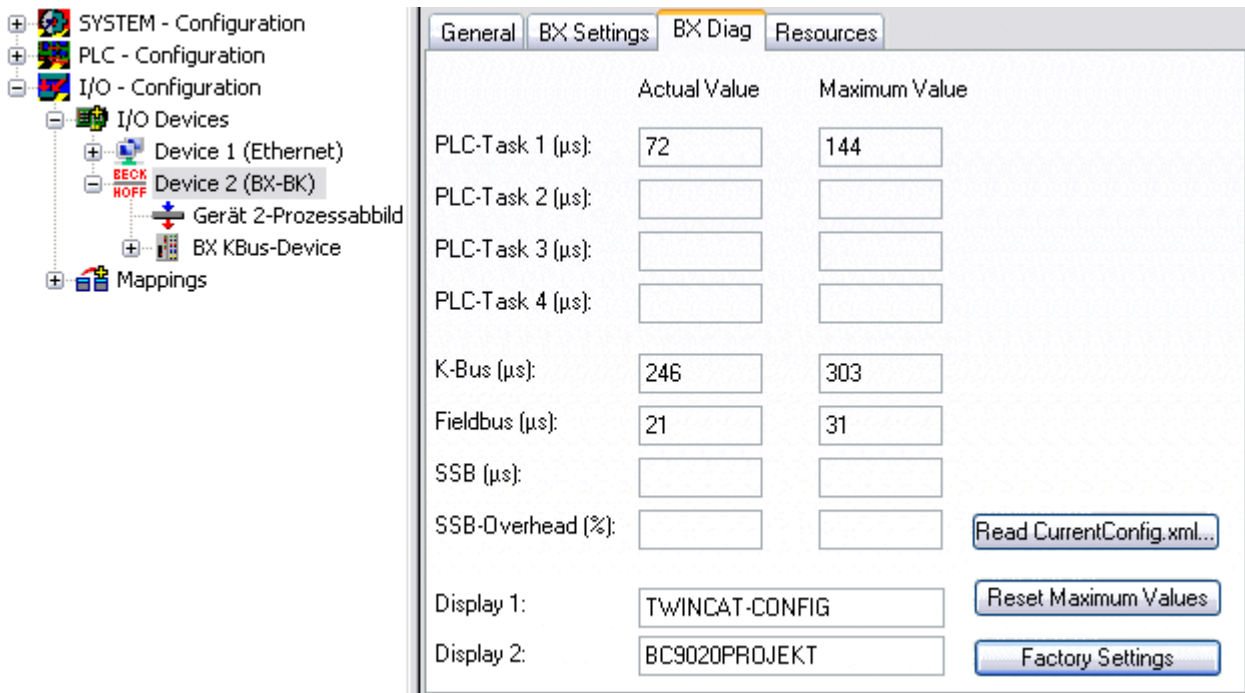 SYSTEM - Configuration
PLC - Configuration
I/O - Configuration
I/O Devices
Device 1 (Ethernet)
BECK
HOFF
Device 2 (BX-BK)
Gerät 2-Prozessabbild
BX KBus-Device
Mappings
General BX Settings BX Diag Resources
Actual Value Maximum Value
PLC-Task 1 (µs): 72 144
PLC-Task 2 (µs):
PLC-Task 3 (µs):
PLC-Task 4 (µs):
K-Bus (µs): 246 303
Fieldbus (µs): 21 31
SSB (µs):
SSB-Overhead (%): Read CurrentConfig.xml...
Display 1: TWINCAT-CONFIG Reset Maximum Values
Display 2: BC9020PROJEKT Factory Settings